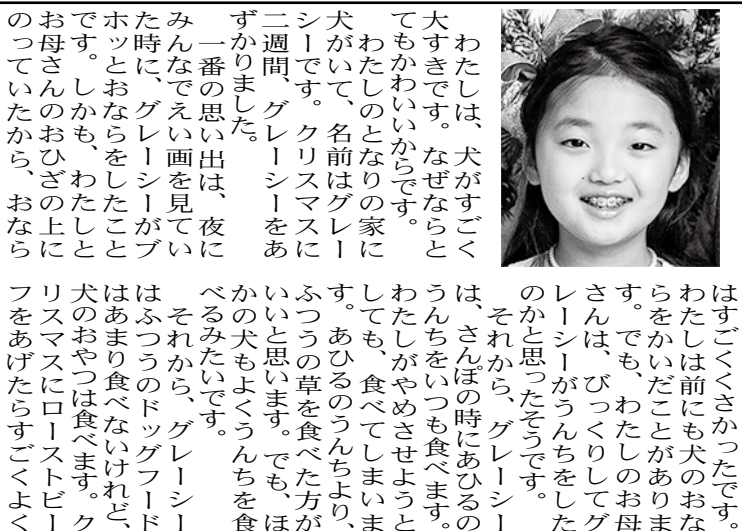 わたしは、犬がすごく
大すきです。なぜならと
てもかわいいからです。
　わたしのとなりの家に
犬がいて、名前はグレー
シーです。クリスマスに
二週間、グレーシーをあ
ずかりました。
　一番の思い出は、夜に
みんなでえい画を見てい
た時に、グレーシーがブ
ホッとおならをしたこと
です。しかも、わたしと
お母さんのおひざの上に
のっていたから、おなら
はすごくくさかったです。
わたしは前にも犬のおな
らをかいだことがありま
す。でも、わたしのお母
さんは、びっくりしてグ
レーシーがうんちをした
のかと思ったそうです。
　それから、グレーシー
は、さんぽの時にあひるの
うんちをいつも食べます。
わたしがやめさせようと
しても、食べてしまいま
す。あひるのうんちより、
ふつうの草を食べた方が
いいと思います。でも、ほ
かの犬もよくうんちを食
べるみたいです。
　それから、グレーシー
はふつうのドッグフード
はあまり食べないけれど、
犬のおやつは食べます。ク
リスマスにローストビー
フをあげたらすごくよく